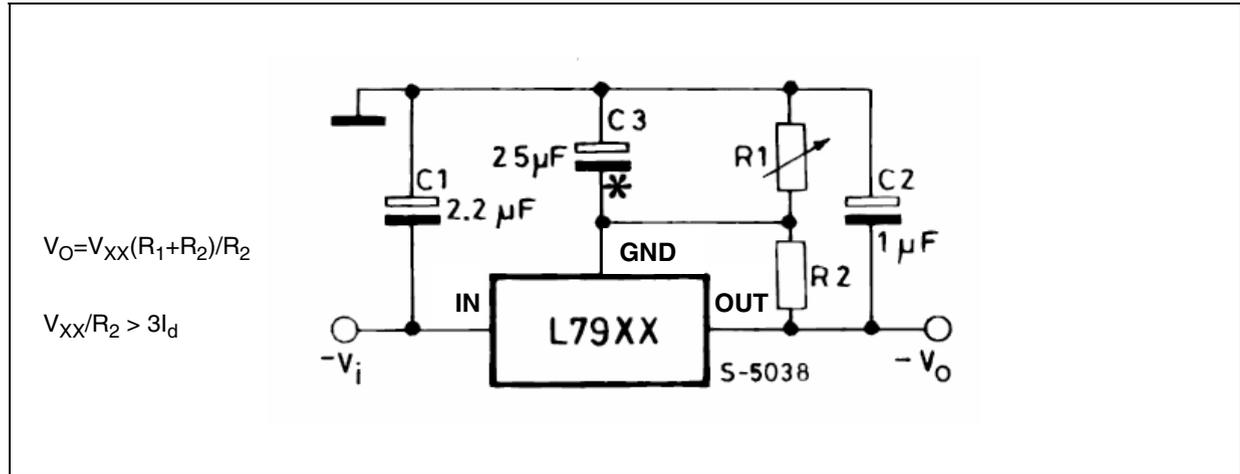 C3
25µF
*
R1
C1
2.2 µF
C2
1 µF
V_O=V_XX(R_1+R_2)/R_2
GND
R2
V_XX/R_2 > 3I_d
IN
OUT
L79XX
-V_i
S-5038
-V_o